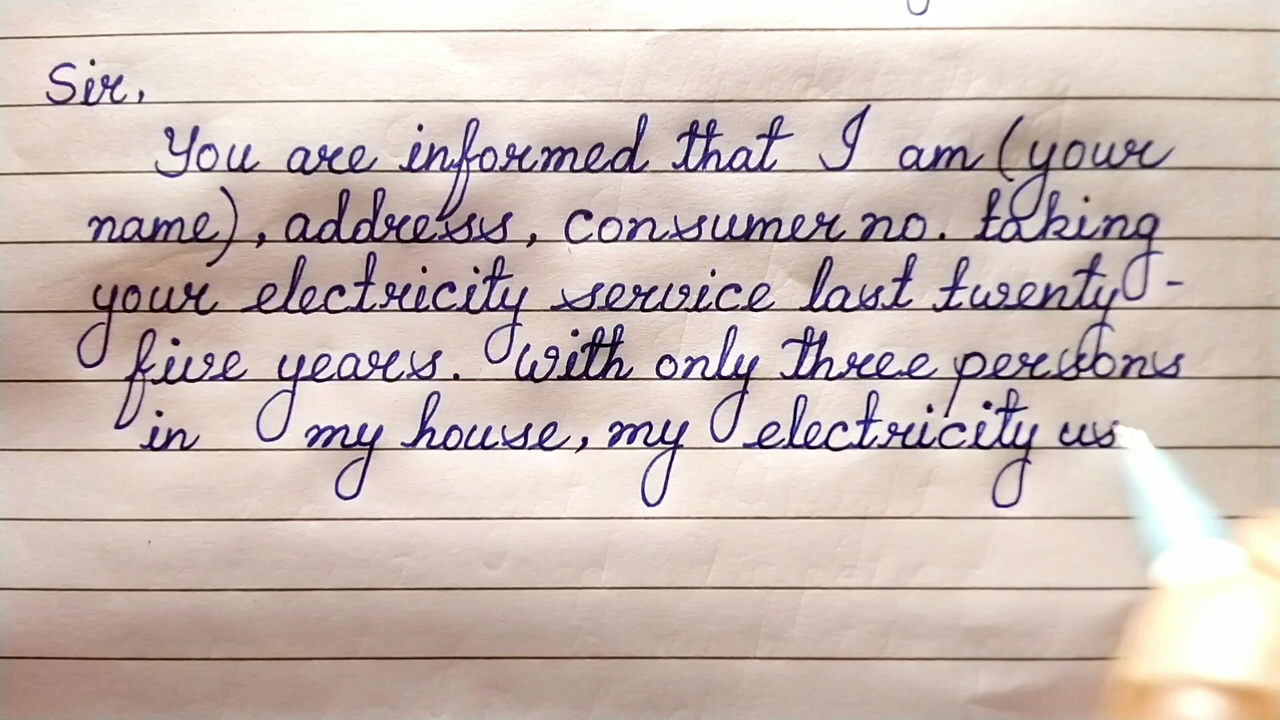 Sir,
You are informed that I am (your
name), address, consumer no. taking
your electricity service last twenty-
five years. With only three persons
in my house, my electricity us